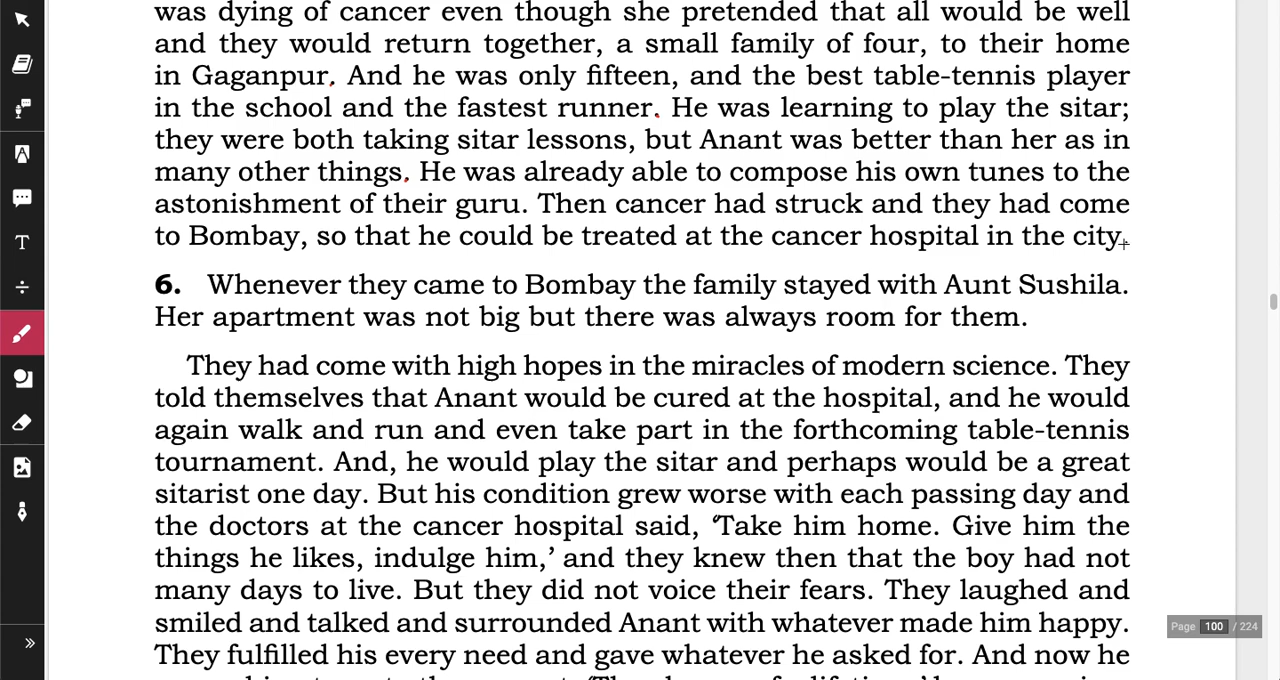 was dying of cancer even though she pretended that all would be well
and they would return together, a small family of four, to their home
in Gaganpur. And he was only fifteen, and the best table-tennis player
in the school and the fastest runner. He was learning to play the sitar;
they were both taking sitar lessons, but Anant was better than her as in
many other things. He was already able to compose his own tunes to the
astonishment of their guru. Then cancer had struck and they had come
to Bombay, so that he could be treated at the cancer hospital in the city.
6. Whenever they came to Bombay the family stayed with Aunt Sushila.
Her apartment was not big but there was always room for them.
They had come with high hopes in the miracles of modern science. They
told themselves that Anant would be cured at the hospital, and he would
again walk and run and even take part in the forthcoming table-tennis
tournament. And, he would play the sitar and perhaps would be a great
sitarist one day. But his condition grew worse with each passing day and
the doctors at the cancer hospital said, ‘Take him home. Give him the
things he likes, indulge him,’ and they knew then that the boy had not
many days to live. But they did not voice their fears. They laughed and
smiled and talked and surrounded Anant with whatever made him happy.
They fulfilled his every need and gave whatever he asked for. And now he
Page 100 / 224